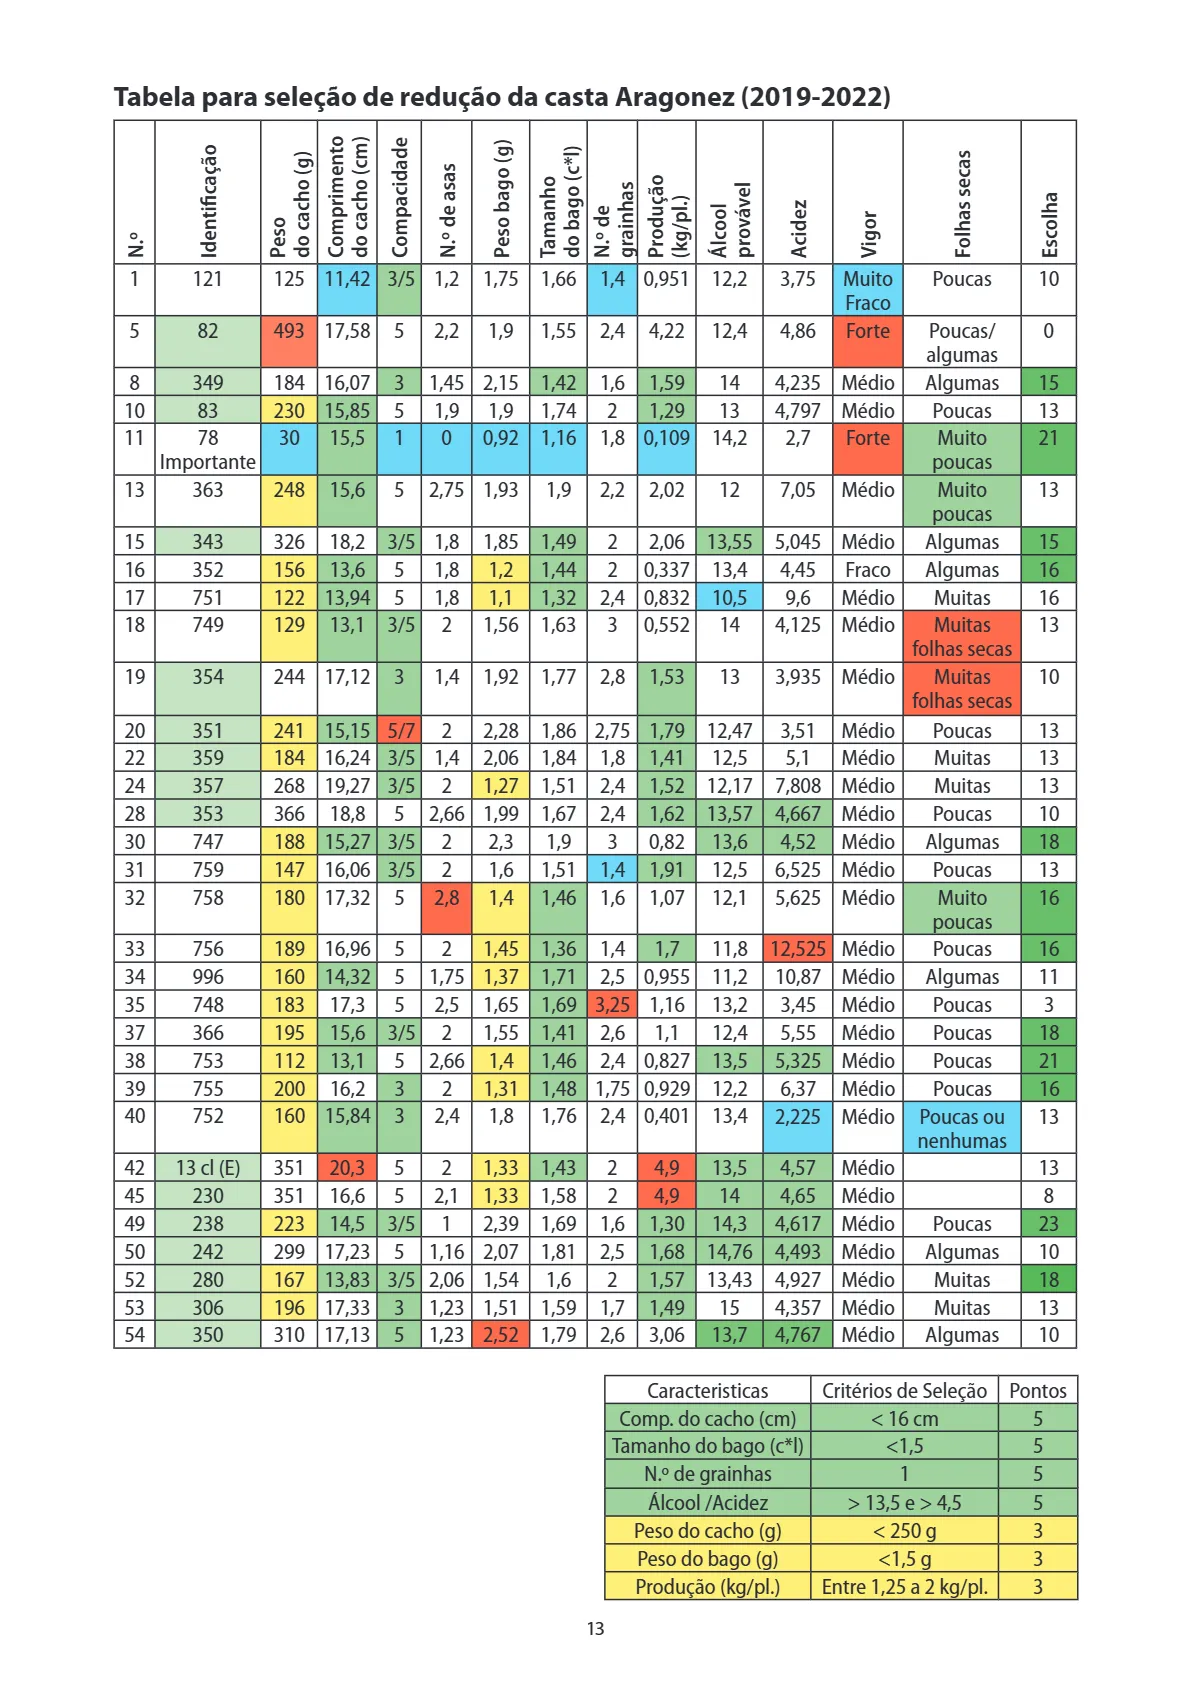 Tabela para seleção de redução da casta Aragonez (2019-2022)
N.º Identificação Peso do cacho (g) Comprimento do cacho (cm) Compacidade N.º de asas Peso bago (g) Tamanho do bago (c*l) N.º de grainhas Produção (kg/pl.) Álcool provável Acidez Vigor Folhas secas Escolha
1 121 125 11,42 3/5 1,2 1,75 1,66 1,4 0,951 12,2 3,75 Muito Fraco Poucas 10
5 82 493 17,58 5 2,2 1,9 1,55 2,4 4,22 12,4 4,86 Forte Poucas/ algumas 0
8 349 184 16,07 3 1,45 2,15 1,42 1,6 1,59 14 4,235 Médio Algumas 15
10 83 230 15,85 5 1,9 1,9 1,74 2 1,29 13 4,797 Médio Poucas 13
11 78 Importante 30 15,5 1 0 0,92 1,16 1,8 0,109 14,2 2,7 Forte Muito poucas 21
13 363 248 15,6 5 2,75 1,93 1,9 2,2 2,02 12 7,05 Médio Muito poucas 13
15 343 326 18,2 3/5 1,8 1,85 1,49 2 2,06 13,55 5,045 Médio Algumas 15
16 352 156 13,6 5 1,8 1,2 1,44 2 0,337 13,4 4,45 Fraco Algumas 16
17 751 122 13,94 5 1,8 1,1 1,32 2,4 0,832 10,5 9,6 Médio Muitas 16
18 749 129 13,1 3/5 2 1,56 1,63 3 0,552 14 4,125 Médio Muitas folhas secas 13
19 354 244 17,12 3 1,4 1,92 1,77 2,8 1,53 13 3,935 Médio Muitas folhas secas 10
20 351 241 15,15 5/7 2 2,28 1,86 2,75 1,79 12,47 3,51 Médio Poucas 13
22 359 184 16,24 3/5 1,4 2,06 1,84 1,8 1,41 12,5 5,1 Médio Muitas 13
24 357 268 19,27 3/5 2 1,27 1,51 2,4 1,52 12,17 7,808 Médio Muitas 13
28 353 366 18,8 5 2,66 1,99 1,67 2,4 1,62 13,57 4,667 Médio Poucas 10
30 747 188 15,27 3/5 2 2,3 1,9 3 0,82 13,6 4,52 Médio Algumas 18
31 759 147 16,06 3/5 2 1,6 1,51 1,4 1,91 12,5 6,525 Médio Poucas 13
32 758 180 17,32 5 2,8 1,4 1,46 1,6 1,07 12,1 5,625 Médio Muito poucas 16
33 756 189 16,96 5 2 1,45 1,36 1,4 1,7 11,8 12,525 Médio Poucas 16
34 996 160 14,32 5 1,75 1,37 1,71 2,5 0,955 11,2 10,87 Médio Algumas 11
35 748 183 17,3 5 2,5 1,65 1,69 3,25 1,16 13,2 3,45 Médio Poucas 3
37 366 195 15,6 3/5 2 1,55 1,41 2,6 1,1 12,4 5,55 Médio Poucas 18
38 753 112 13,1 5 2,66 1,4 1,46 2,4 0,827 13,5 5,325 Médio Poucas 21
39 755 200 16,2 3 2 1,31 1,48 1,75 0,929 12,2 6,37 Médio Poucas 16
40 752 160 15,84 3 2,4 1,8 1,76 2,4 0,401 13,4 2,225 Médio Poucas ou nenhumas 13
42 13 cl (E) 351 20,3 5 2 1,33 1,43 2 4,9 13,5 4,57 Médio 13
45 230 351 16,6 5 2,1 1,33 1,58 2 4,9 14 4,65 Médio 8
49 238 223 14,5 3/5 1 2,39 1,69 1,6 1,30 14,3 4,617 Médio Poucas 23
50 242 299 17,23 5 1,16 2,07 1,81 2,5 1,68 14,76 4,493 Médio Algumas 10
52 280 167 13,83 3/5 2,06 1,54 1,6 2 1,57 13,43 4,927 Médio Muitas 18
53 306 196 17,33 3 1,23 1,51 1,59 1,7 1,49 15 4,357 Médio Muitas 13
54 350 310 17,13 5 1,23 2,52 1,79 2,6 3,06 13,7 4,767 Médio Algumas 10
Caracteristicas Critérios de Seleção Pontos
Comp. do cacho (cm) < 16 cm 5
Tamanho do bago (c*l) <1,5 5
N.º de grainhas 1 5
Álcool /Acidez > 13,5 e > 4,5 5
Peso do cacho (g) < 250 g 3
Peso do bago (g) <1,5 g 3
Produção (kg/pl.) Entre 1,25 a 2 kg/pl. 3
13